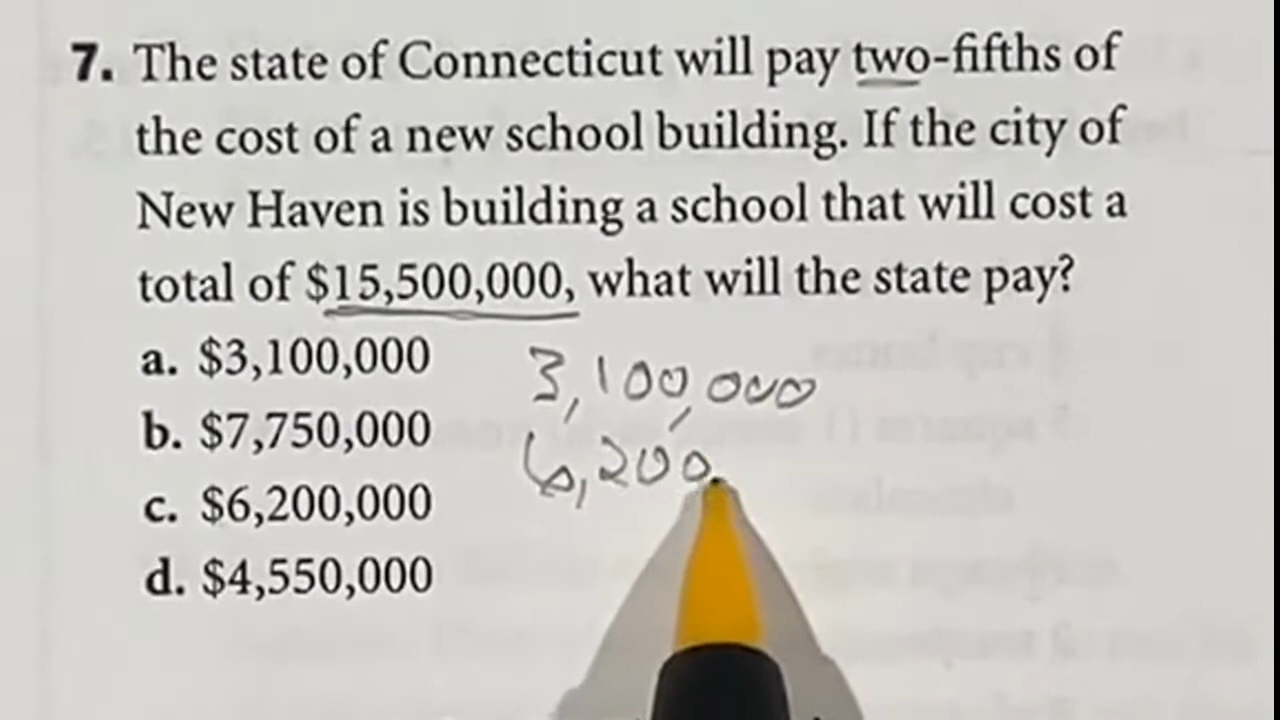 7. The state of Connecticut will pay two-fifths of
the cost of a new school building. If the city of
New Haven is building a school that will cost a
total of $15,500,000, what will the state pay?
a. $3,100,000
3,100,000
b. $7,750,000
6,200
c. $6,200,000
d. $4,550,000